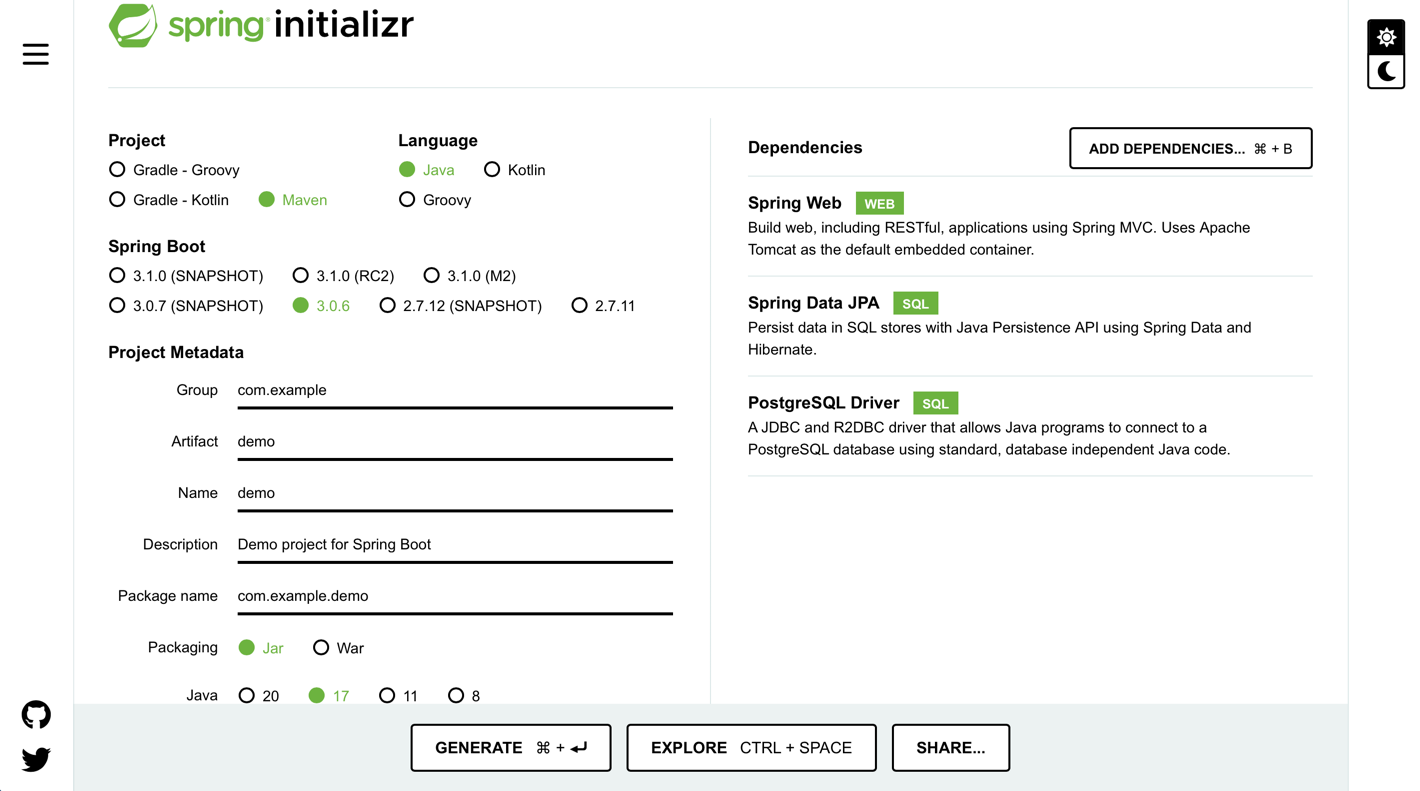 spring initializr
Project
Gradle - Groovy
Gradle - Kotlin Maven
Language
Java Kotlin
Groovy
Spring Boot
3.1.0 (SNAPSHOT) 3.1.0 (RC2) 3.1.0 (M2)
3.0.7 (SNAPSHOT) 3.0.6 2.7.12 (SNAPSHOT) 2.7.11
Project Metadata
Group com.example
Artifact demo
Name demo
Description Demo project for Spring Boot
Package name com.example.demo
Packaging Jar War
Java 20 17 11 8
Dependencies
ADD DEPENDENCIES... ⌘ + B
Spring Web WEB
Build web, including RESTful, applications using Spring MVC. Uses Apache
Tomcat as the default embedded container.
Spring Data JPA SQL
Persist data in SQL stores with Java Persistence API using Spring Data and
Hibernate.
PostgreSQL Driver SQL
A JDBC and R2DBC driver that allows Java programs to connect to a
PostgreSQL database using standard, database independent Java code.
GENERATE ⌘ + ⏎
EXPLORE CTRL + SPACE
SHARE...